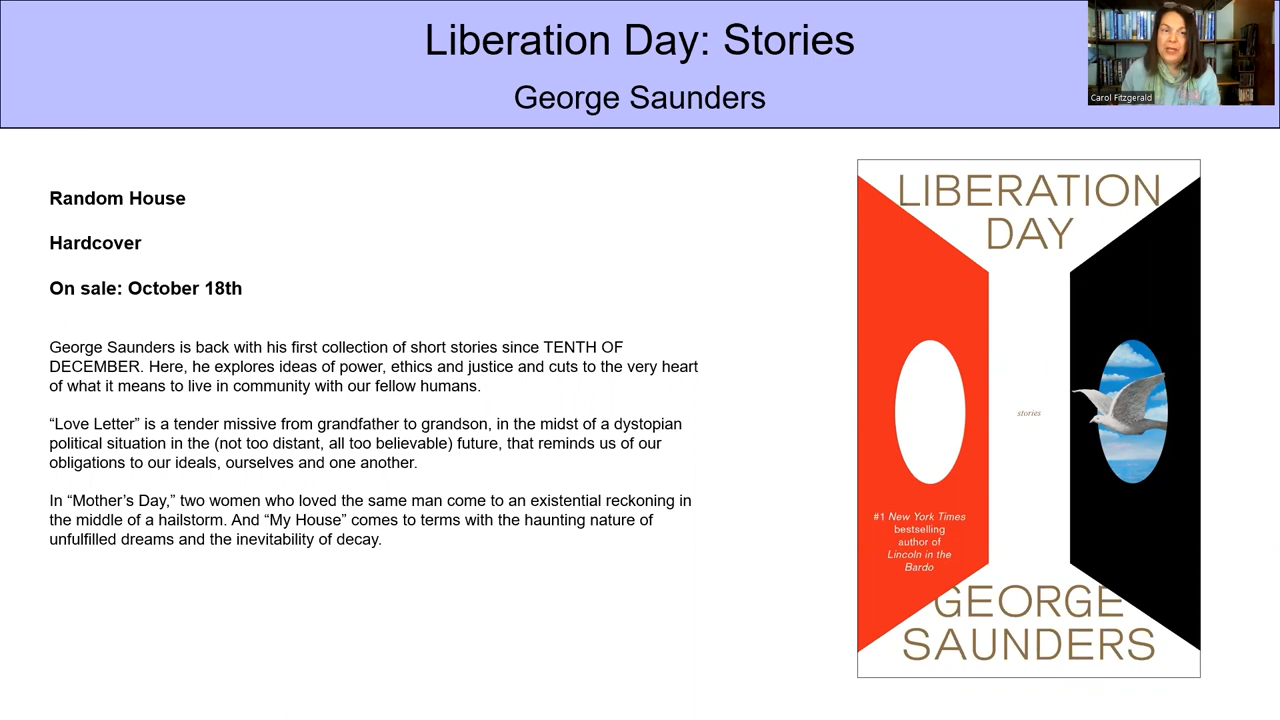 Liberation Day: Stories
George Saunders
Carol Fitzgerald
Random House
Hardcover
On sale: October 18th
George Saunders is back with his first collection of short stories since TENTH OF
DECEMBER. Here, he explores ideas of power, ethics and justice and cuts to the very heart
of what it means to live in community with our fellow humans.
“Love Letter” is a tender missive from grandfather to grandson, in the midst of a dystopian
political situation in the (not too distant, all too believable) future, that reminds us of our
obligations to our ideals, ourselves and one another.
In “Mother’s Day,” two women who loved the same man come to an existential reckoning in
the middle of a hailstorm. And “My House” comes to terms with the haunting nature of
unfulfilled dreams and the inevitability of decay.
LIBERATION
DAY
stories
#1 New York Times
bestselling
author of
Lincoln in the
Bardo
GEORGE
SAUNDERS